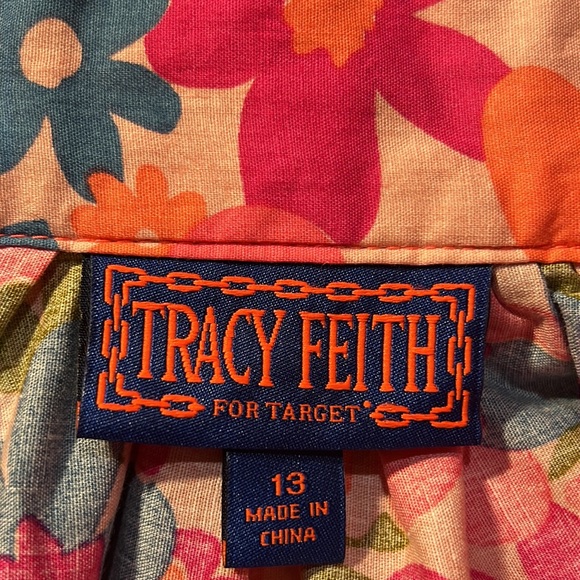 TRACY FEITH
FOR TARGET
13
MADE IN
CHINA